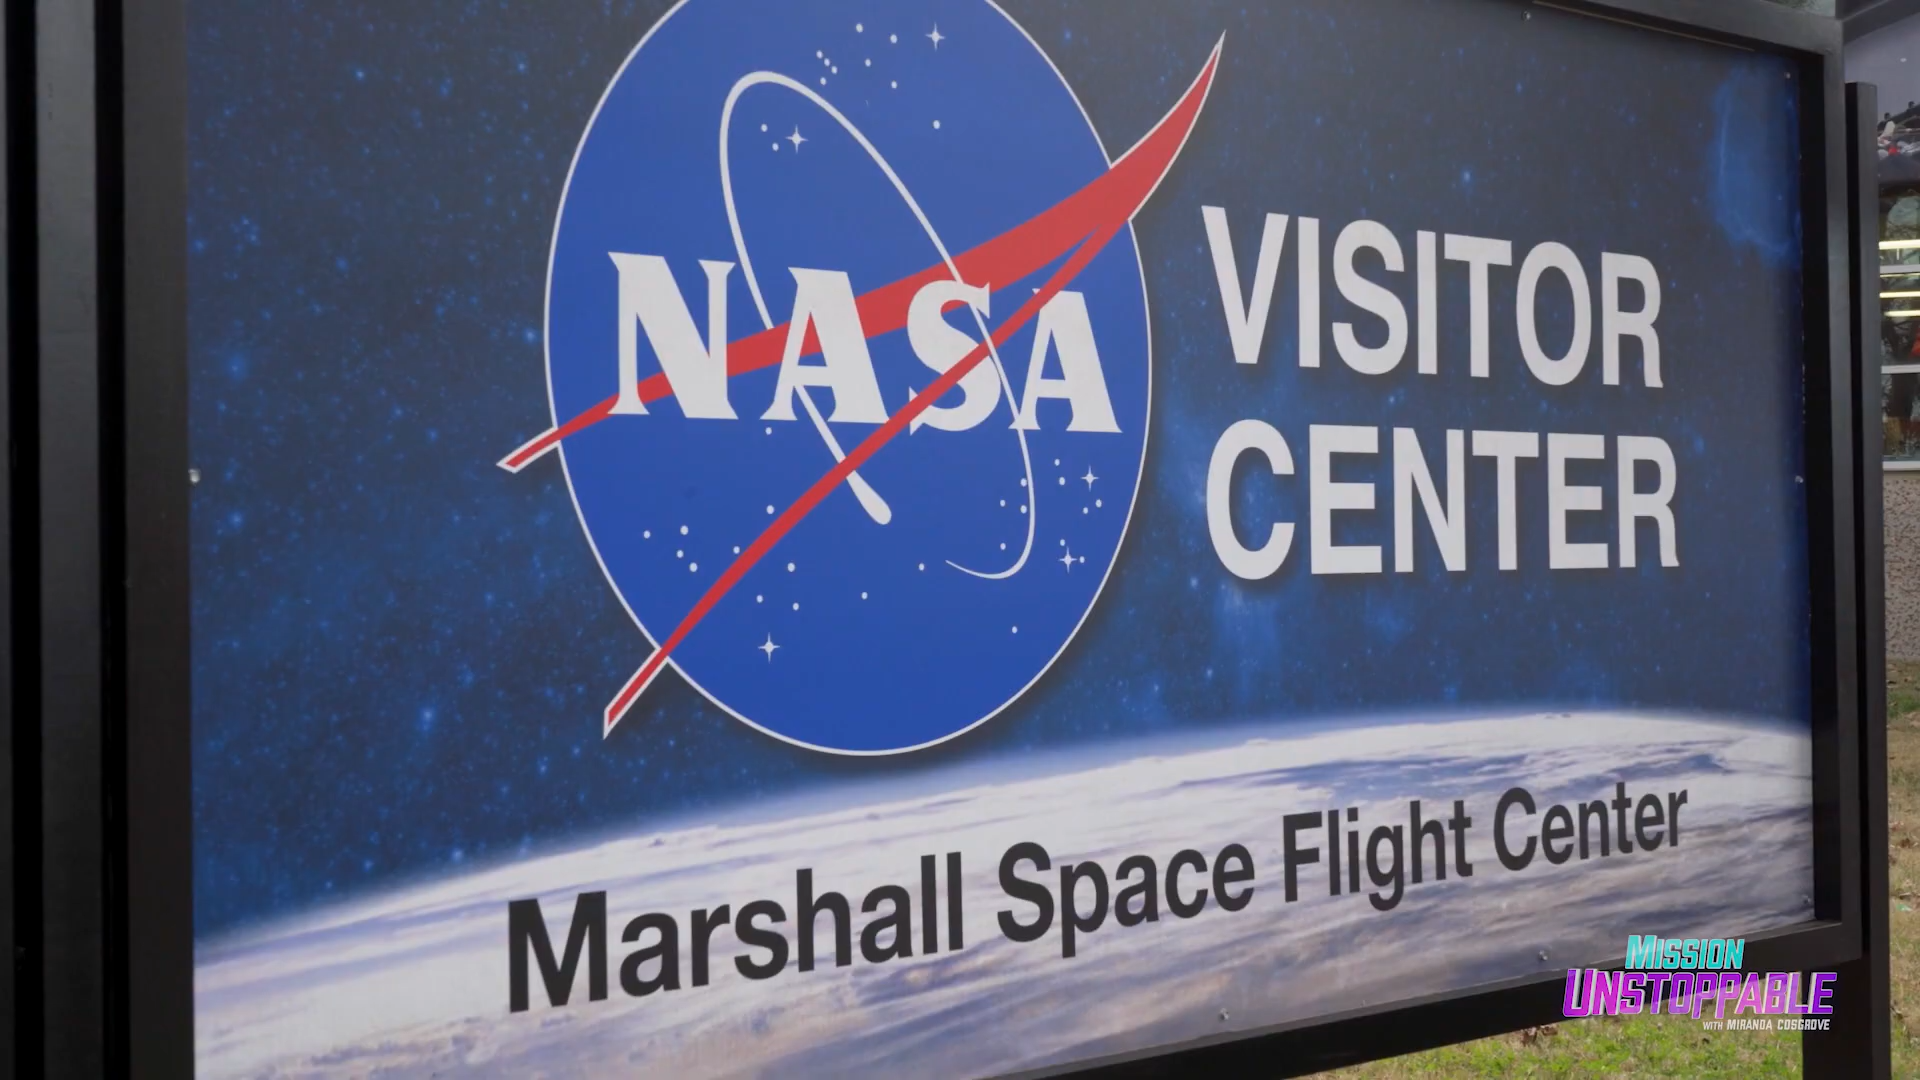 NASA
VISITOR
CENTER
Marshall Space Flight Center
MISSION
UNSTOPPABLE
WITH MIRANDA COSGROVE